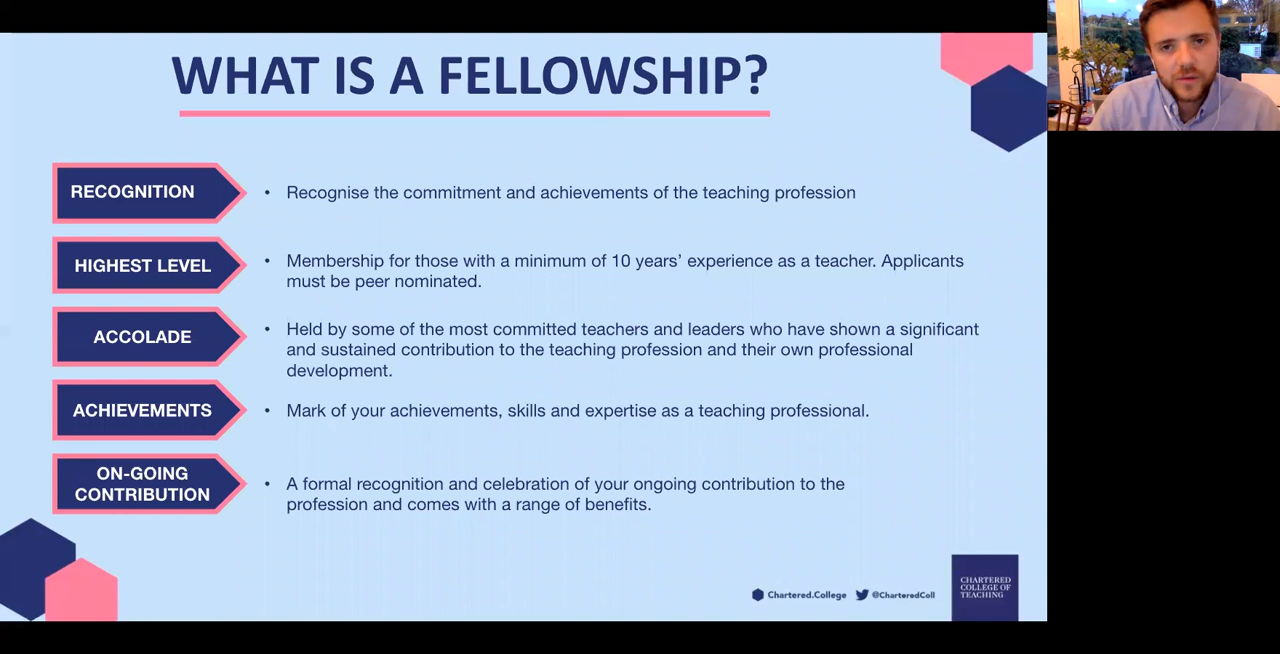 WHAT IS A FELLOWSHIP?
RECOGNITION
• Recognise the commitment and achievements of the teaching profession
HIGHEST LEVEL
• Membership for those with a minimum of 10 years’ experience as a teacher. Applicants
must be peer nominated.
ACCOLADE
• Held by some of the most committed teachers and leaders who have shown a significant
and sustained contribution to the teaching profession and their own professional
development.
ACHIEVEMENTS
• Mark of your achievements, skills and expertise as a teaching professional.
ON-GOING
CONTRIBUTION
• A formal recognition and celebration of your ongoing contribution to the
profession and comes with a range of benefits.
Chartered.College @CharteredColl
CHARTERED
COLLEGE OF
TEACHING